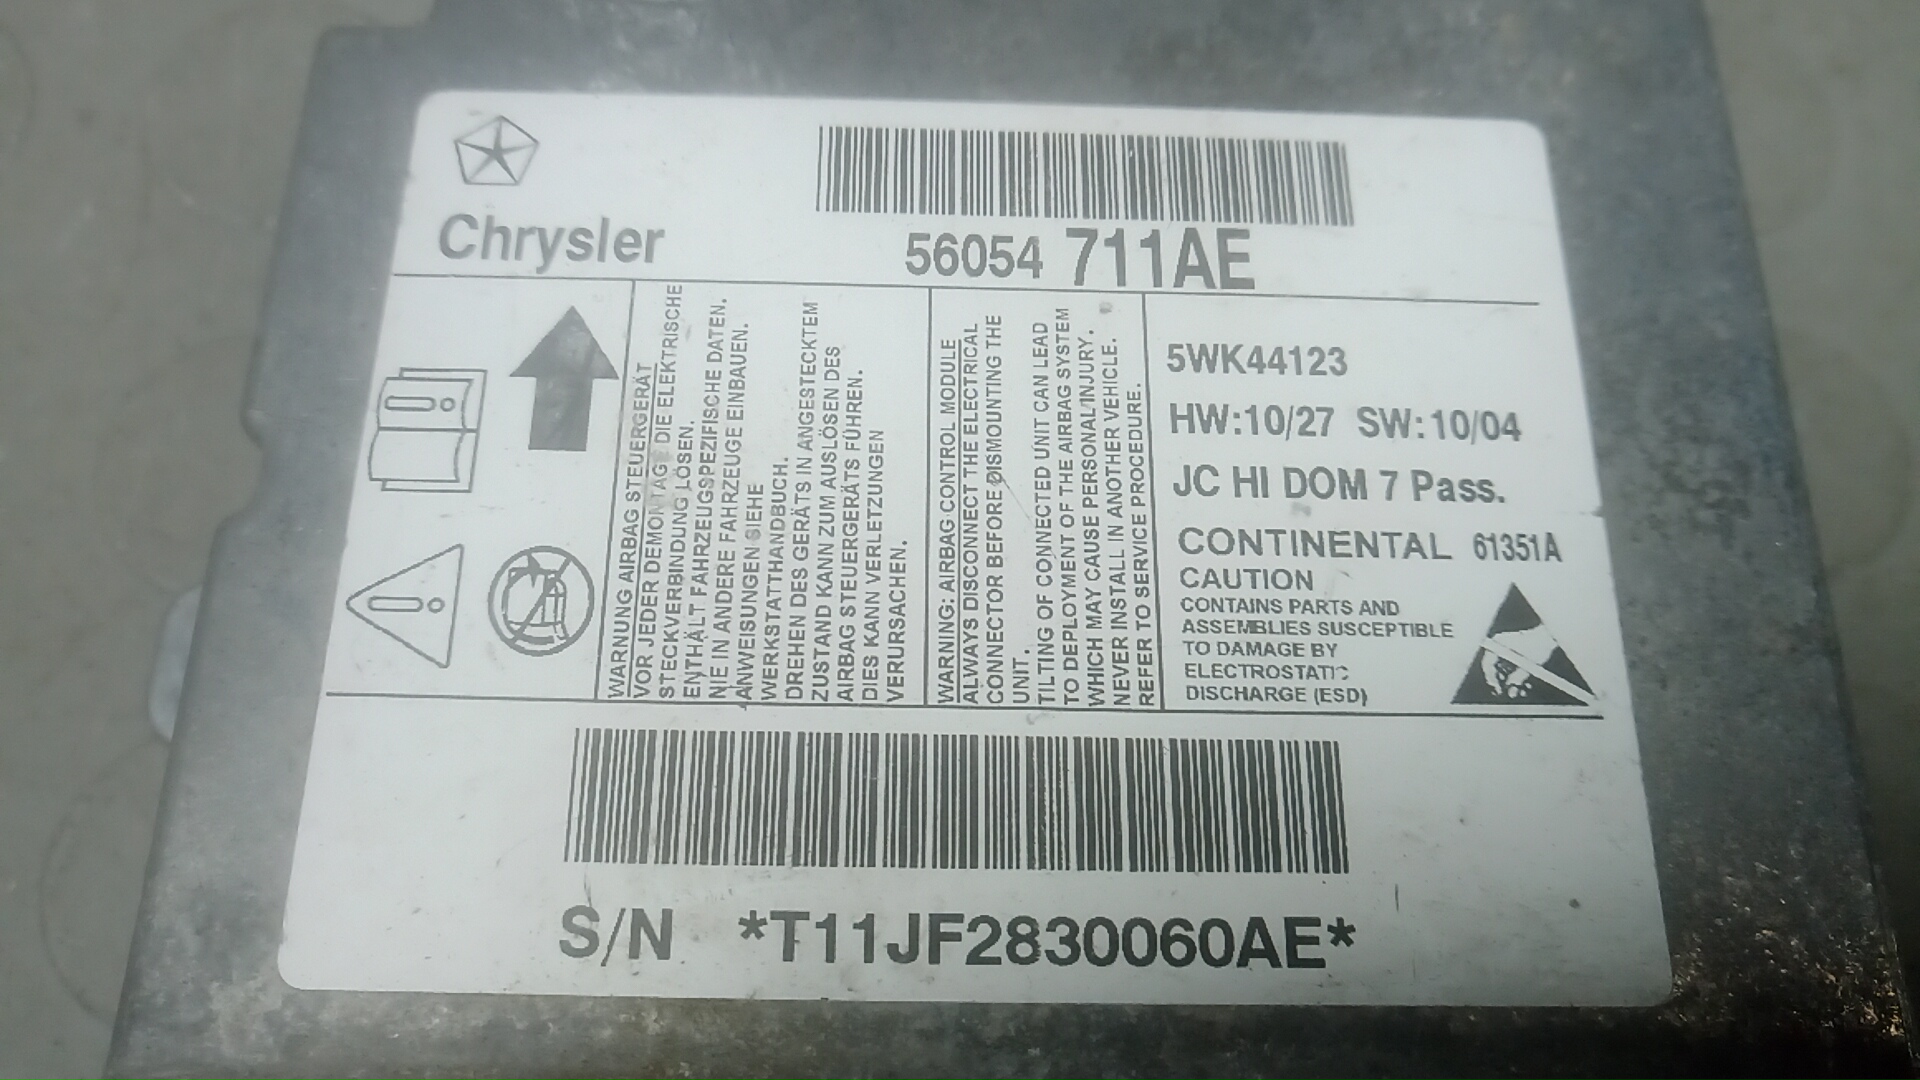 Chrysler
56054 711AE
WARNUNG AIRBAG STEUERGERÄT
VOR JEDER DEMONTAG DIE ELEKTRISCHE
STECKVERBINDUNG LÖSEN.
ENTHÄLT FAHRZEUGSPEZIFISCHE DATEN.
NIE IN ANDERE FAHRZEUGE EINBAUEN.
ANWEISUNGEN SIEHE
WERKSTATTHANDBUCH.
DREHEN DES GERÄTS IN ANGESTECKTEM
ZUSTAND KANN ZUM AUSLÖSEN DES
AIRBAG STEUERGERÄTS FÜHREN.
DIES KANN VERLETZUNGEN
VERURSACHEN.
WARNING: AIRBAG CONTROL MODULE
ALWAYS DISCONNECT THE ELECTRICAL
CONNECTOR BEFORE DISMOUNTING THE
UNIT.
TILTING OF CONNECTED UNIT CAN LEAD
TO DEPLOYMENT OF THE AIRBAG SYSTEM
WHICH MAY CAUSE PERSONAL INJURY.
NEVER INSTALL IN ANOTHER VEHICLE.
REFER TO SERVICE PROCEDURE.
5WK44123
HW:10/27 SW:10/04
JC HI DOM 7 Pass.
CONTINENTAL 61351A
CAUTION
CONTAINS PARTS AND
ASSEMBLIES SUSCEPTIBLE
TO DAMAGE BY
ELECTROSTATIC
DISCHARGE (ESD)
S/N *T11JF2830060AE*